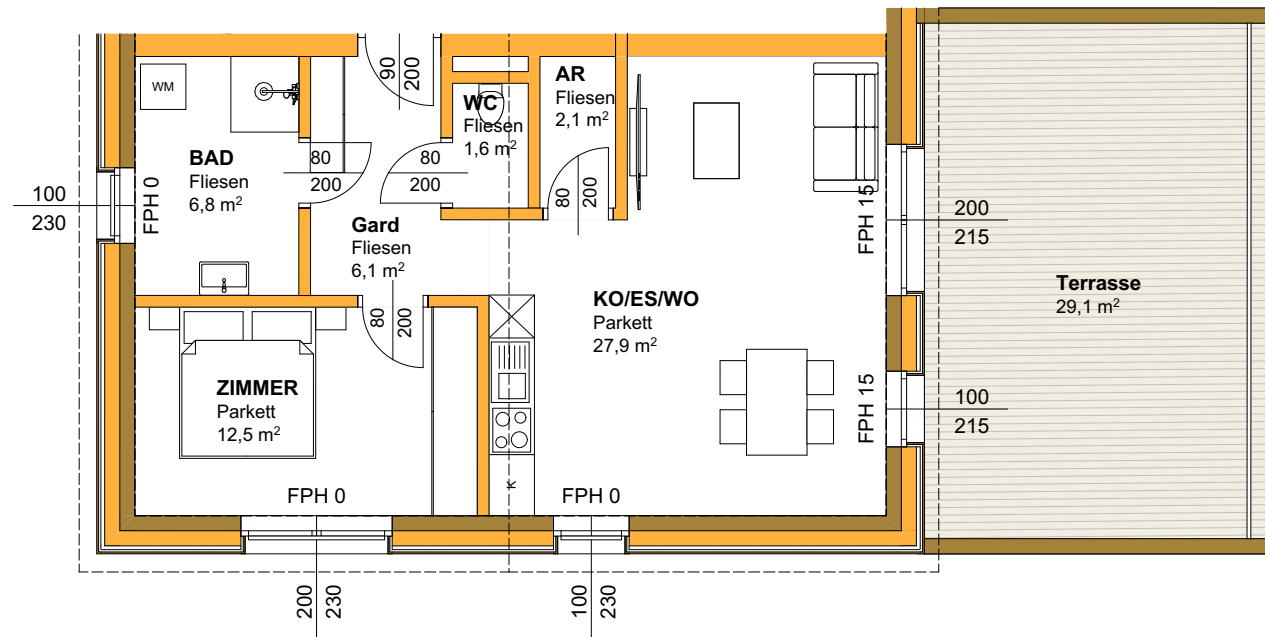 WM
BAD
Fliesen
6,8 m²
FPH 0
100
230
90
200
WC
Fliesen
1,6 m²
AR
Fliesen
2,1 m²
80
200
80
200
80
200
Gard
Fliesen
6,1 m²
80
200
ZIMMER
Parkett
12,5 m²
FPH 0
200
230
KO/ES/WO
Parkett
27,9 m²
K
FPH 0
100
230
FPH 15
200
215
FPH 15
100
215
Terrasse
29,1 m²